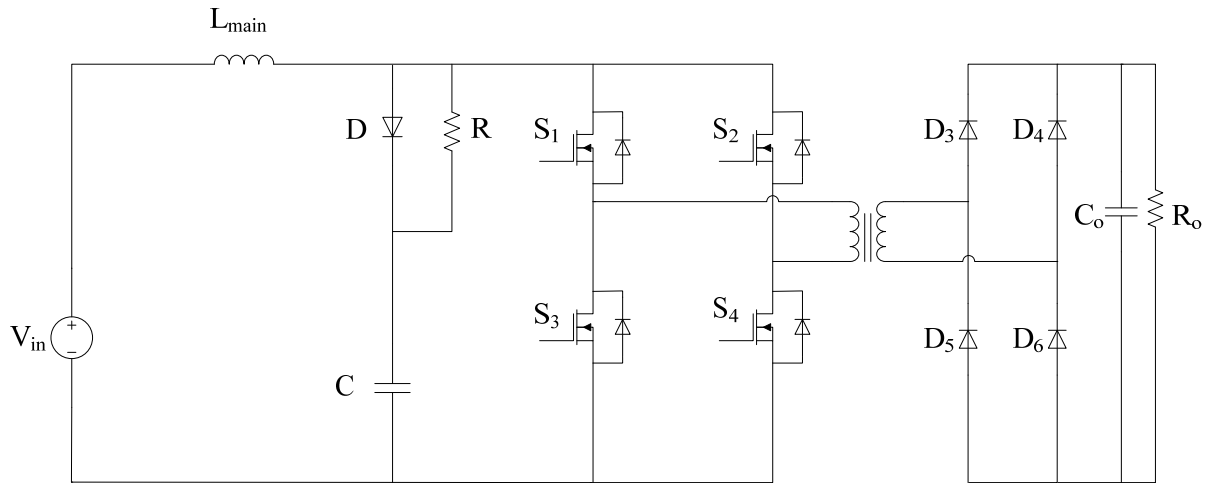 L_main
D
R
S_1
S_2
D_3
D_4
C_o
R_o
V_in
+
−
S_3
S_4
D_5
D_6
C